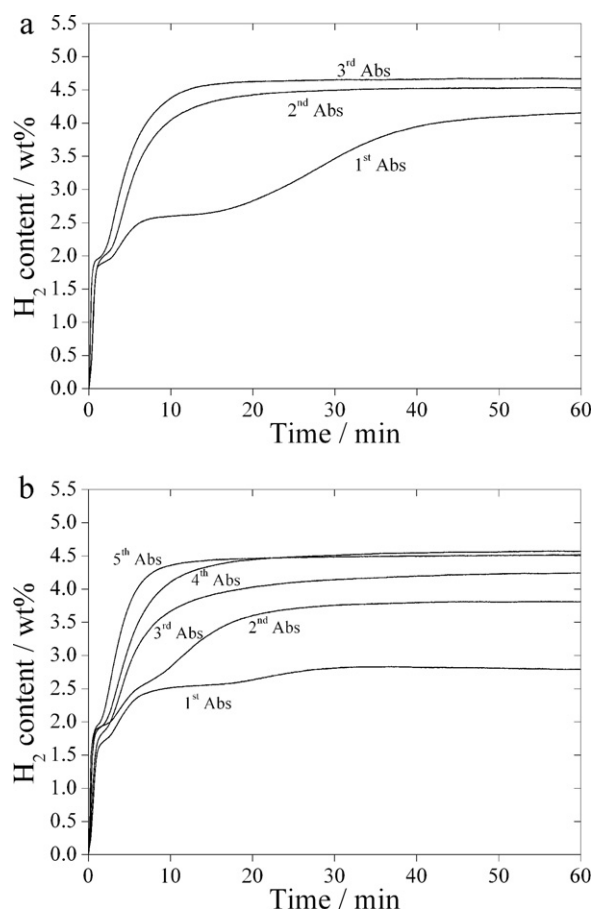 a
5.5
5.0
4.5
4.0
3.5
3.0
2.5
2.0
1.5
1.0
0.5
0.0
H₂ content / wt%
3rd Abs
2nd Abs
1st Abs
0 10 20 30 40 50 60
Time / min
b
5.5
5.0
4.5
4.0
3.5
3.0
2.5
2.0
1.5
1.0
0.5
0.0
H₂ content / wt%
5th Abs
4th Abs
3rd Abs
2nd Abs
1st Abs
0 10 20 30 40 50 60
Time / min